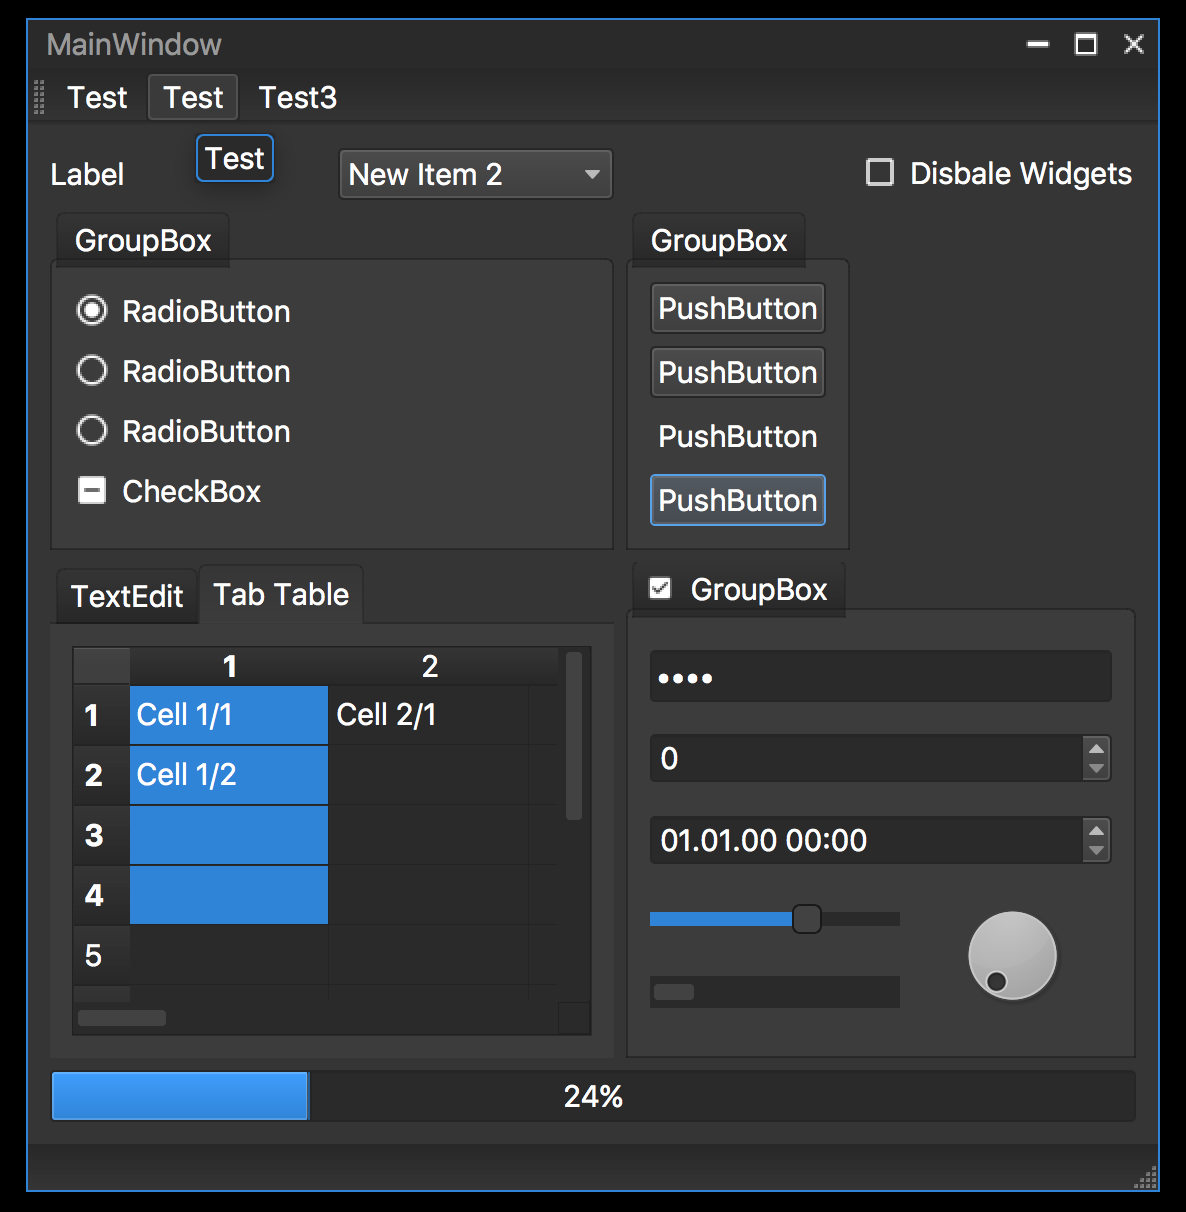 MainWindow
Test Test Test3
Test
Label New Item 2 Disbale Widgets
GroupBox GroupBox
RadioButton PushButton
RadioButton PushButton
RadioButton PushButton
CheckBox PushButton
TextEdit Tab Table GroupBox
1 2
1 Cell 1/1 Cell 2/1
••••
2 Cell 1/2
0
3
01.01.00 00:00
4
5
24%